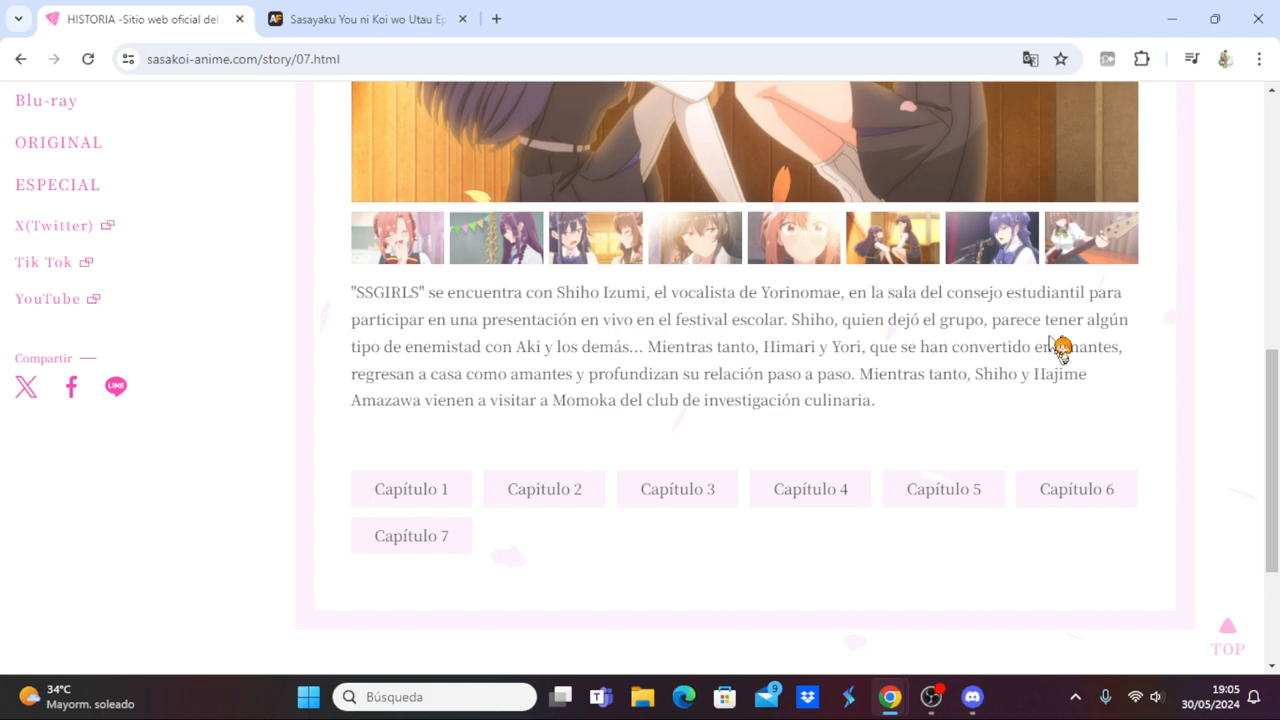 HISTORIA -Sitio web oficial del
Sasayaku You ni Koi wo Utau Ep
sasakoi-anime.com/story/07.html
Blu-ray
ORIGINAL
ESPECIAL
X(Twitter)
Tik Tok
YouTube
Compartir
LINE
"SSGIRLS" se encuentra con Shiho Izumi, el vocalista de Yorinomae, en la sala del consejo estudiantil para
participar en una presentación en vivo en el festival escolar. Shiho, quien dejó el grupo, parece tener algún
tipo de enemistad con Aki y los demás... Mientras tanto, Himari y Yori, que se han convertido en amantes,
regresan a casa como amantes y profundizan su relación paso a paso. Mientras tanto, Shiho y Hajime
Amazawa vienen a visitar a Momoka del club de investigación culinaria.
Capítulo 1
Capitulo 2
Capítulo 3
Capítulo 4
Capítulo 5
Capítulo 6
Capítulo 7
TOP
34°C
Mayorm. soleado
Búsqueda
9
19:05
30/05/2024